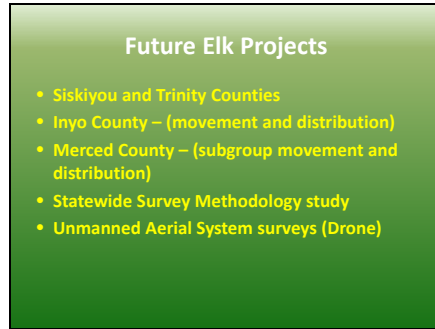 Future Elk Projects
• Siskiyou and Trinity Counties
• Inyo County – (movement and distribution)
• Merced County – (subgroup movement and
distribution)
• Statewide Survey Methodology study
• Unmanned Aerial System surveys (Drone)